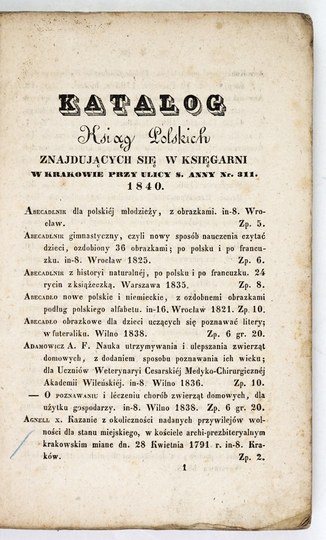 KATALOG
Ksiąg Polskich
ZNAJDUJĄCYCH SIĘ W KSIĘGARNI
W KRAKOWIE PRZY ULICY S. ANNY Nr. 311.
1840.
ABECADLNIK dla polskiéj młodzieży, z obrazkami. in-8. Wro-
cław. Zp. 5.
ABECADLNIK gimnastyczny, czyli nowy sposób nauczenia czytać
dzieci, ozdobiony 36 obrazkami; po polsku i po francu-
zku. in-8. Wrocław 1825. Zp. 6.
ABECADLNIK z historyi naturalnéj, po polsku i po francuzku. 24
rycin z książeczką. Warszawa 1835. Zp. 8.
ABECADŁO nowe polskie i niemieckie, z ozdobnemi obrazkami
podług polskiego alfabetu. in-16, Wrocław 1821. Zp. 10.
ABECADŁO obrazkowe dla dzieci uczących się poznawać litery;
w futeraliku. Wilno 1838. Zp. 6 gr. 20.
ADAMOWICZ A. F. Nauka utrzymywania i ulepszania zwierząt
domowych, z dodaniem sposobu poznawania ich wieku;
dla Uczniów Weterynaryi Cesarskiéj Medyko-Chirurgicznéj
Akademii Wileńskiéj. in-8 Wilno 1836. Zp. 10.
— O POZNAWANIU i léczeniu chorób zwierząt domowych, dla
użytku gospodarzy. in-8. Wilno 1838. Zp. 6 gr. 20.
AGNELL X. Kazanie z okoliczności nadanych przywilejów wol-
ności dla stanu miejskiego, w kościele archi-prezbiteryalnym
krakowskim miane dn. 28 Kwietnia 1791 r. in-8. Kra-
ków. Zp. 2.
1